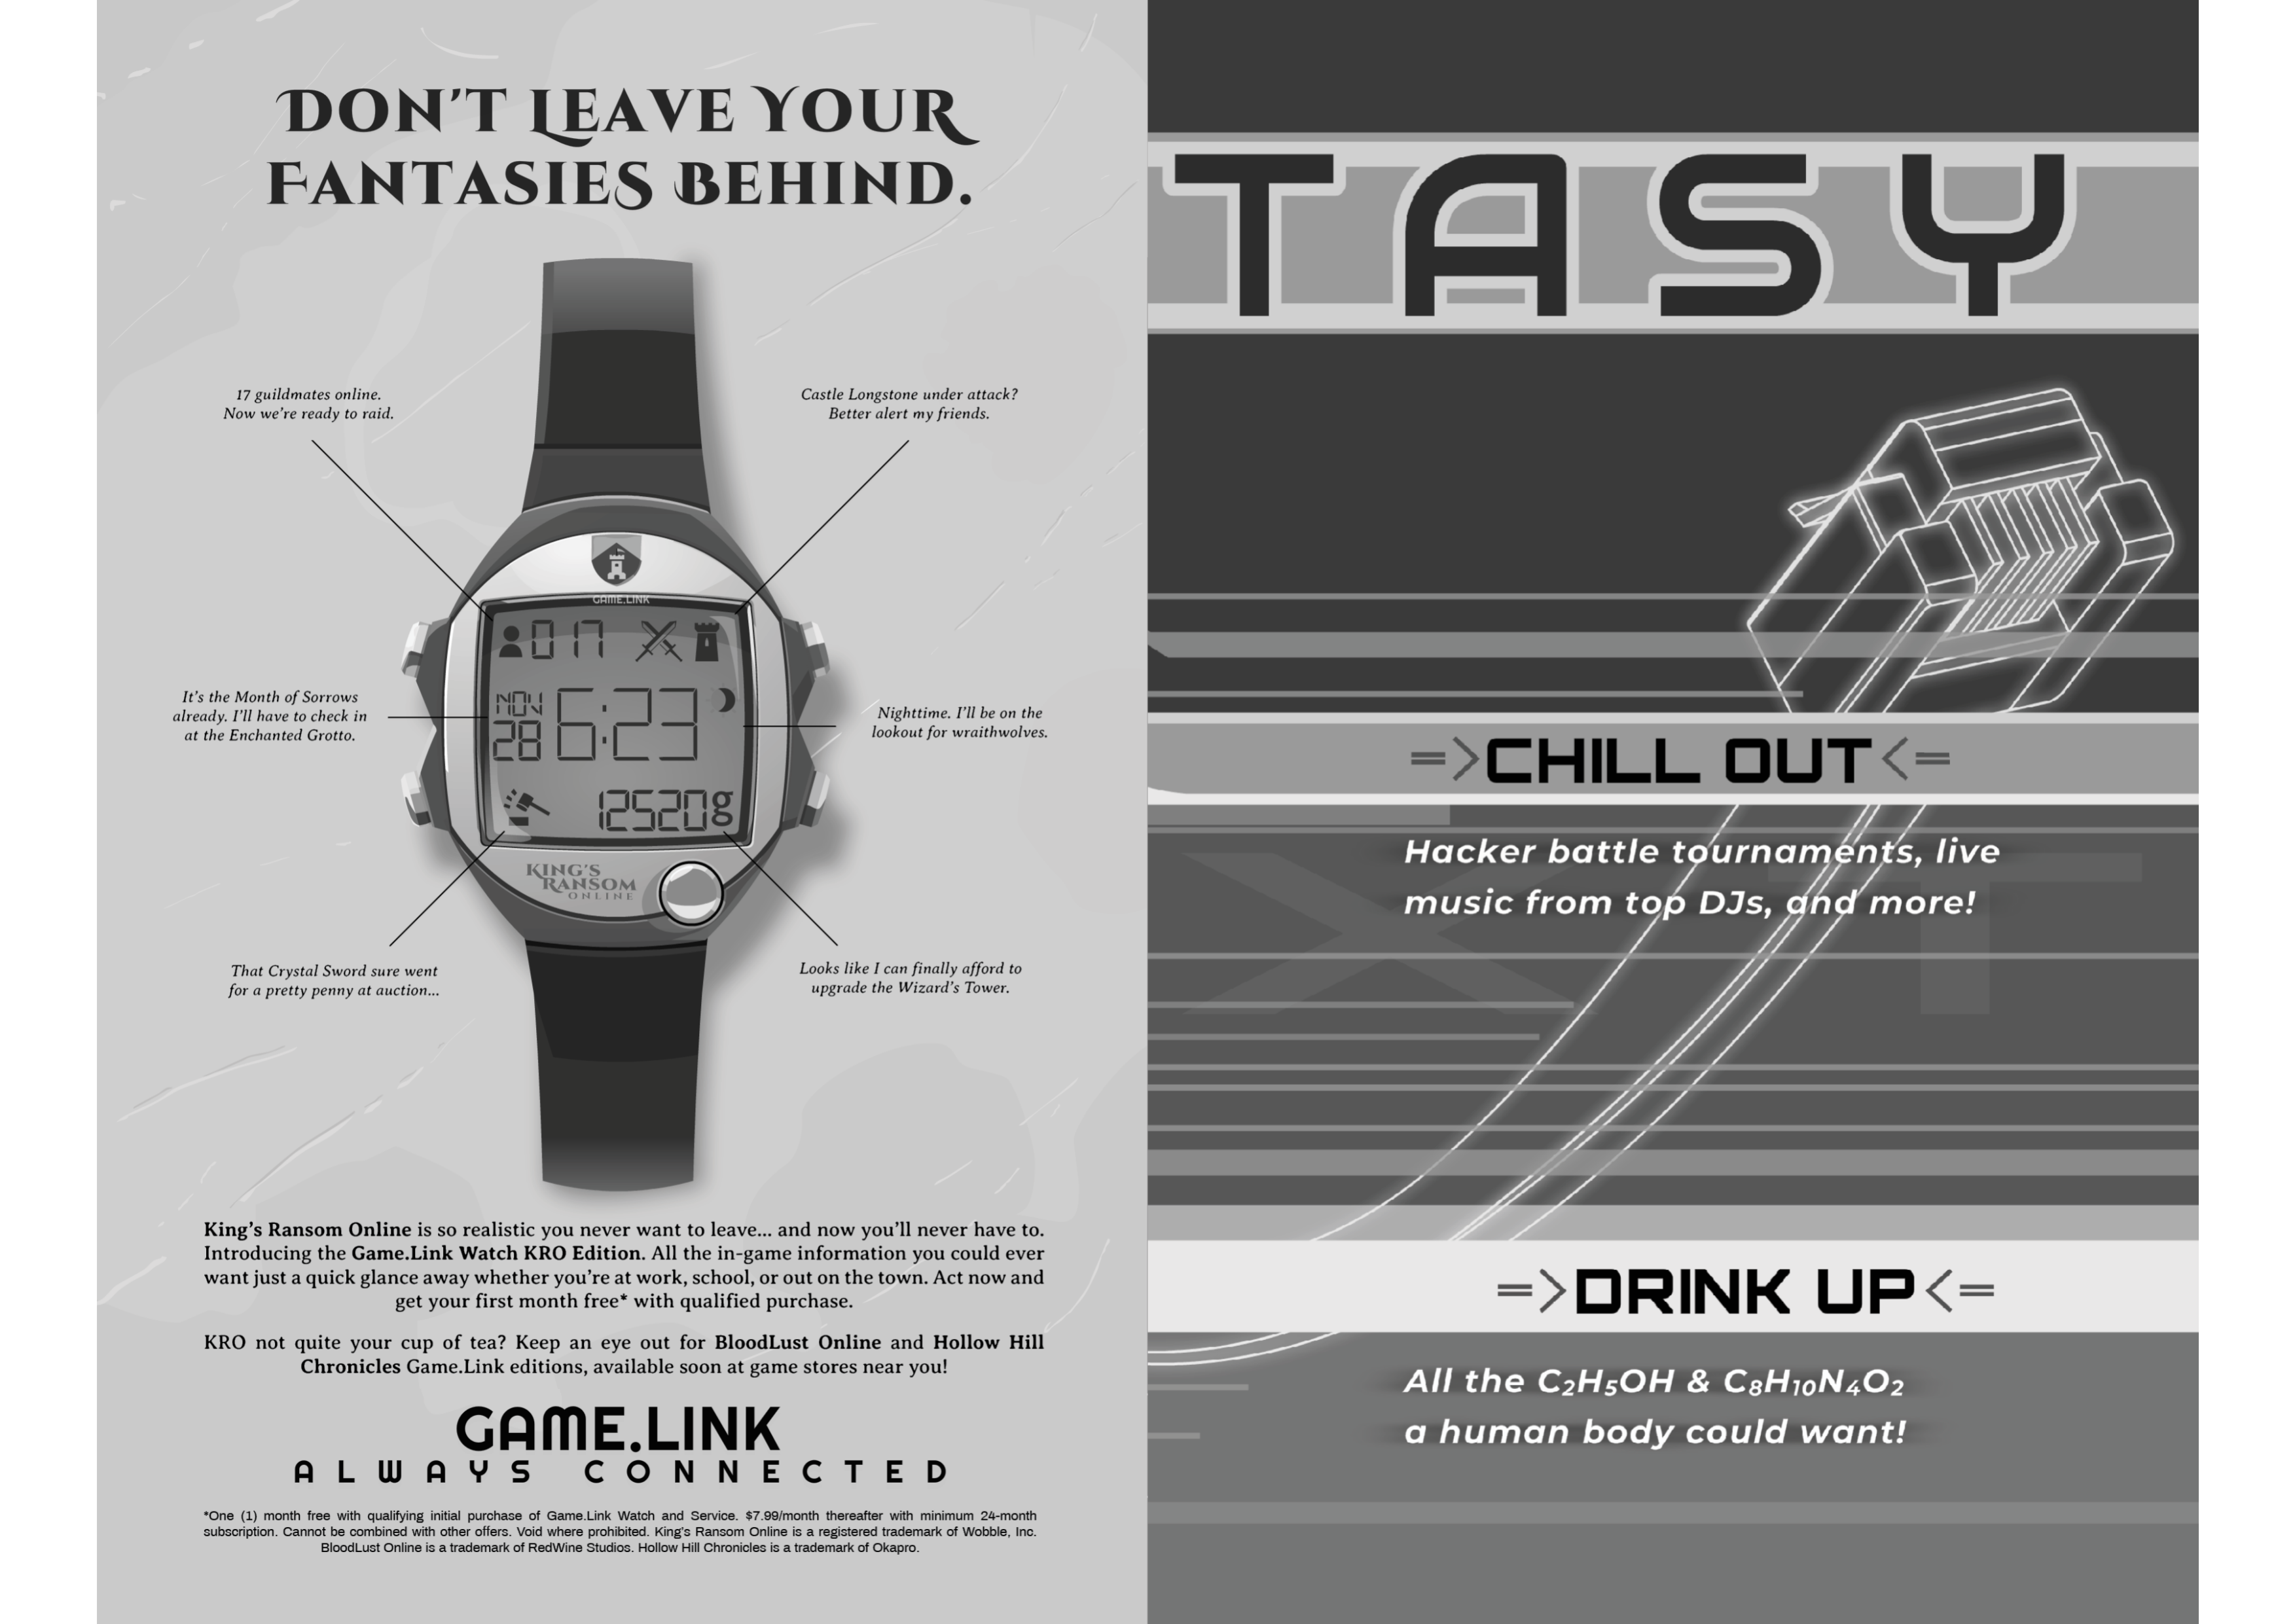 DON'T LEAVE YOUR
FANTASIES BEHIND.
17 guildmates online.
Now we're ready to raid.
Castle Longstone under attack?
Better alert my friends.
GAME.LINK
017
It's the Month of Sorrows
already. I'll have to check in
at the Enchanted Grotto.
NOV
28
6:23
Nighttime. I'll be on the
lookout for wraithwolves.
12520g
KING'S
RANSOM
ONLINE
That Crystal Sword sure went
for a pretty penny at auction...
Looks like I can finally afford to
upgrade the Wizard's Tower.
King's Ransom Online is so realistic you never want to leave... and now you'll never have to.
Introducing the Game.Link Watch KRO Edition. All the in-game information you could ever
want just a quick glance away whether you're at work, school, or out on the town. Act now and
get your first month free* with qualified purchase.
KRO not quite your cup of tea? Keep an eye out for BloodLust Online and Hollow Hill
Chronicles Game.Link editions, available soon at game stores near you!
GAME.LINK
ALWAYS CONNECTED
*One (1) month free with qualifying initial purchase of Game.Link Watch and Service. $7.99/month thereafter with minimum 24-month
subscription. Cannot be combined with other offers. Void where prohibited. King's Ransom Online is a registered trademark of Wobble, Inc.
BloodLust Online is a trademark of RedWine Studios. Hollow Hill Chronicles is a trademark of Okapro.
TASY
=>CHILL OUT<=
Hacker battle tournaments, live
music from top DJs, and more!
X T
=>DRINK UP<=
All the C₂H₅OH & C₈H₁₀N₄O₂
a human body could want!